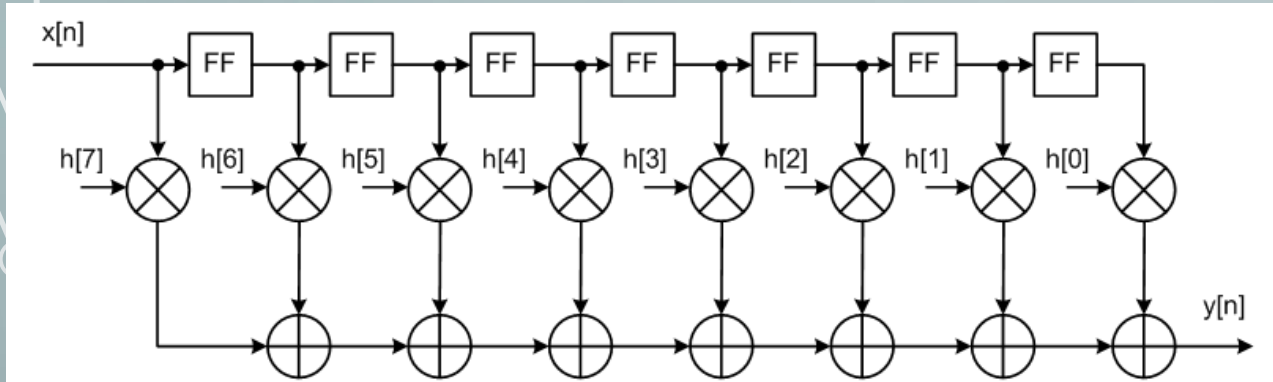 x[n]
FF FF FF FF FF FF FF
h[7] h[6] h[5] h[4] h[3] h[2] h[1] h[0]
y[n]